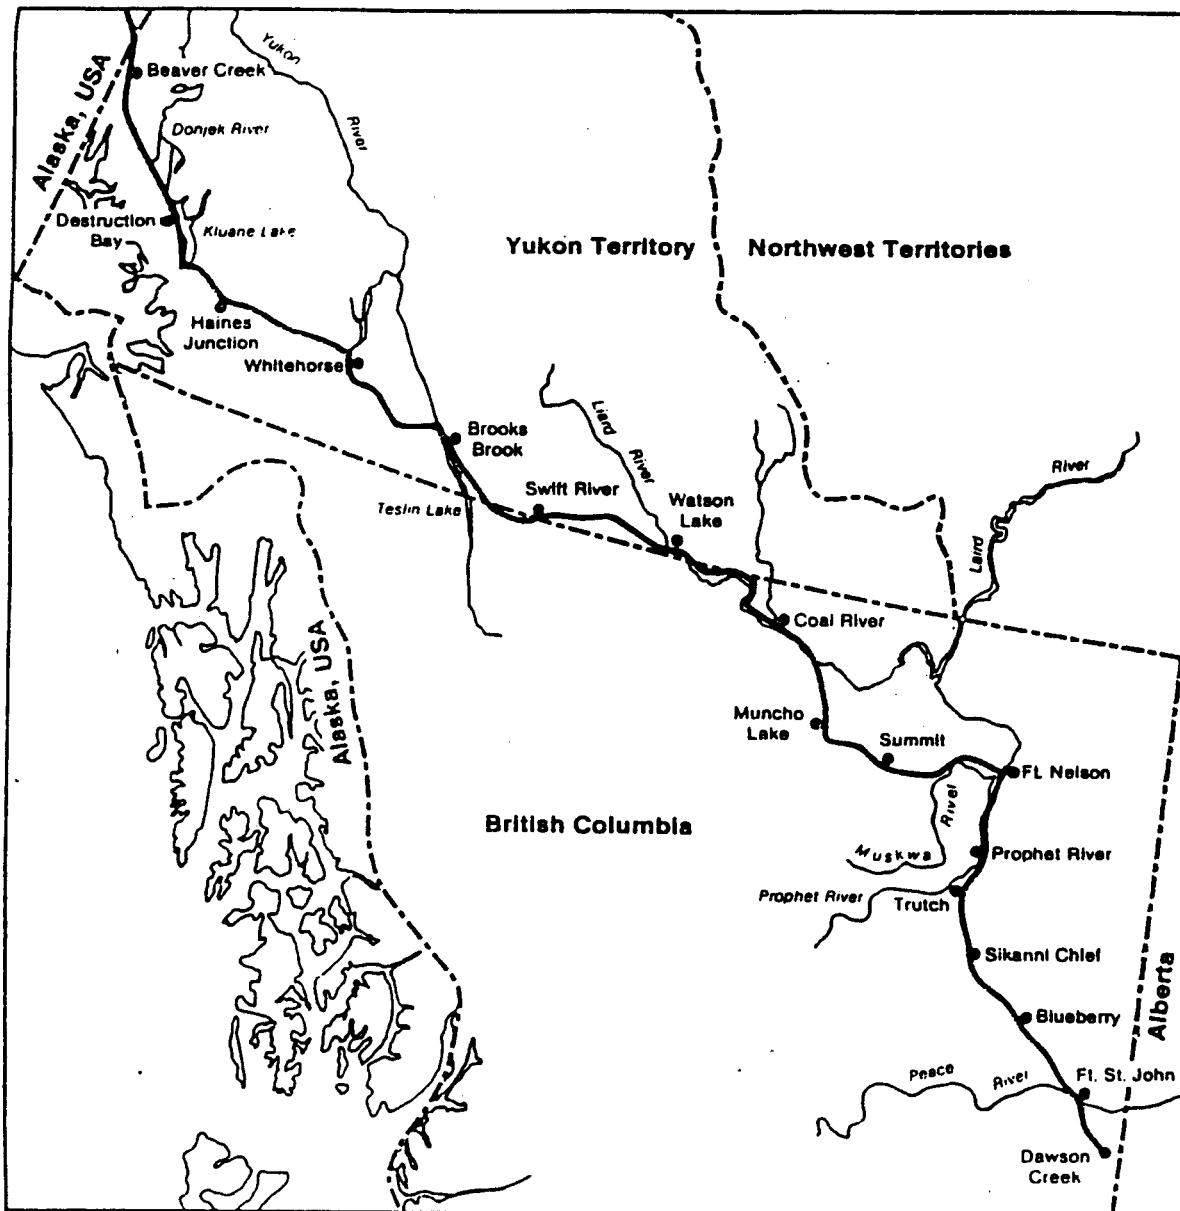 Yukon
River
Alaska, USA
Beaver Creek
Donjek River
Destruction
Bay
Kluane Lake
Yukon Territory
Northwest Territories
Haines
Junction
Whitehorse
Brooks
Brook
Liard
River
River
Laird
Teslin Lake
Swift River
Watson
Lake
Coal River
Alaska, USA
Muncho
Lake
Summit
Ft. Nelson
River
Muskwa
British Columbia
Prophet River
Prophet River
Trutch
Sikanni Chief
Alberta
Blueberry
Peace
River
Ft. St. John
Dawson
Creek